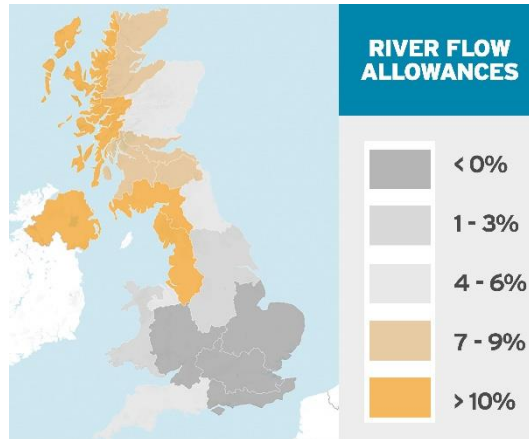 RIVER FLOW
ALLOWANCES
< 0%
1 - 3%
4 - 6%
7 - 9%
> 10%